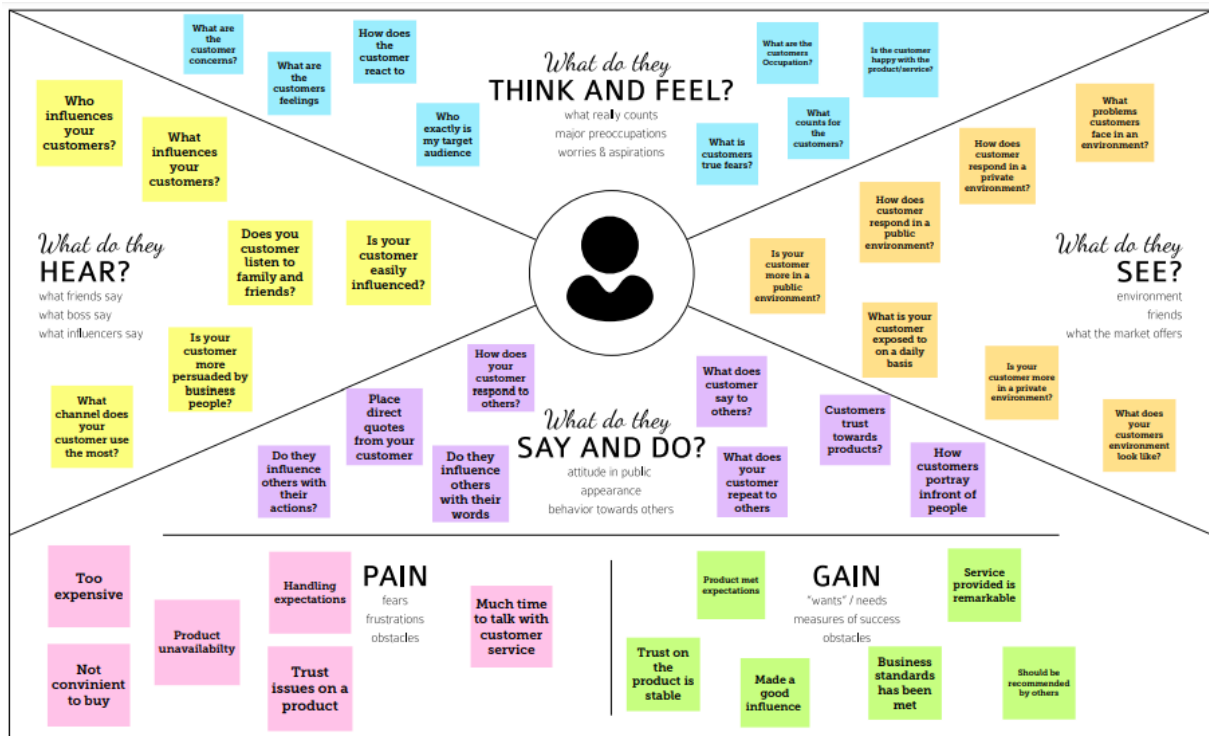 What are
the
customer
concerns?
What are
the
customers
feelings
How does
the
customer
react to
Who
exactly is
my target
audience
What do they
THINK AND FEEL?
what really counts
major preoccupations
worries & aspirations
What are the
customers
Occupation?
Is the customer
happy with the
product/service?
What is
customers
true fears?
What
counts for
the
customers?
Who
influences
your
customers?
What
influences
your
customers?
Does you
customer
listen to
family and
friends?
Is your
customer
easily
influenced?
What do they
HEAR?
what friends say
what boss say
what influencers say
Is your
customer
more
persuaded by
business
people?
What
channel does
your
customer use
the most?
What
problems
customers
face in an
environment?
How does
customer
respond in a
private
environment?
How does
customer
respond in a
public
environment?
Is your
customer
more in a
public
environment?
What do they
SEE?
environment
friends
what the market offers
What is your
customer
exposed to
on a daily
basis
Is your
customer more
in a private
environment?
What does
your
customers
environment
look like?
How does
your
customer
respond to
others?
Place
direct
quotes
from your
customer
Do they
influence
others with
their
actions?
Do they
influence
others with
their words
What do they
SAY AND DO?
attitude in public
appearance
behavior towards others
What does
customer
say to
others?
Customers
trust
towards
products?
What does
your
customer
repeat to
others
How
customers
portray
infront of
people
PAIN
fears
frustrations
obstacles
Too
expensive
Product
unavailabilty
Handling
expectations
Much time
to talk with
customer
service
Not
convinient
to buy
Trust
issues on a
product
GAIN
"wants" / needs
measures of success
obstacles
Product met
expectations
Service
provided is
remarkable
Trust on
the
product is
stable
Made a
good
influence
Business
standards
has been
met
Should be
recommended
by others